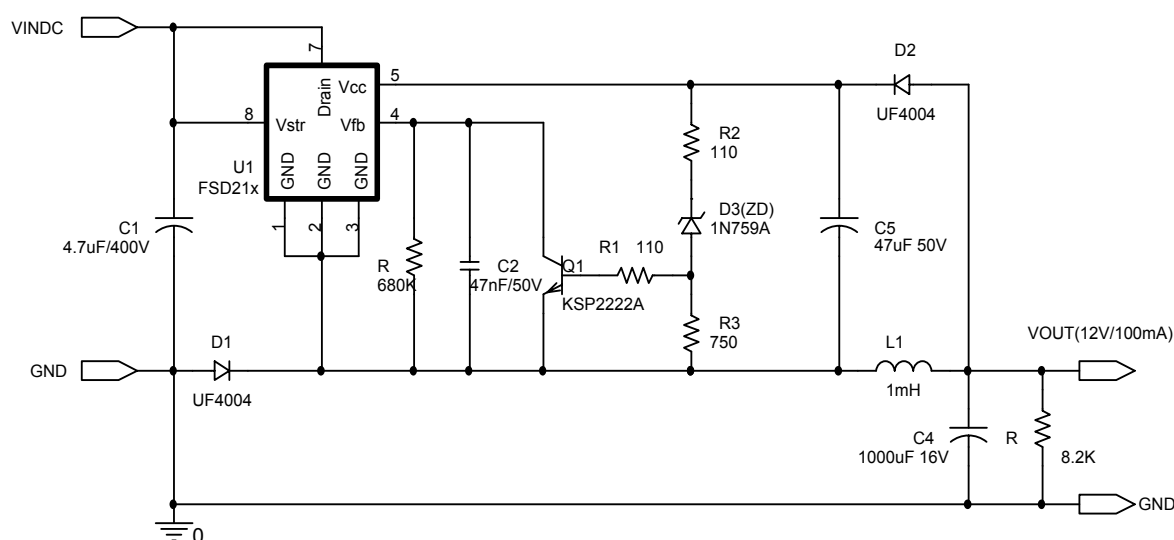 VINDC
7
Drain
5
Vcc
D2
UF4004
8
Vstr
Vfb
4
U1
FSD21x
GND
GND
GND
1
2
3
C1
4.7uF/400V
R2
110
D3(ZD)
1N759A
C5
47uF 50V
R
680K
C2
47nF/50V
Q1
KSP2222A
R1
110
R3
750
D1
UF4004
GND
L1
1mH
VOUT(12V/100mA)
C4
1000uF 16V
R
8.2K
GND
0